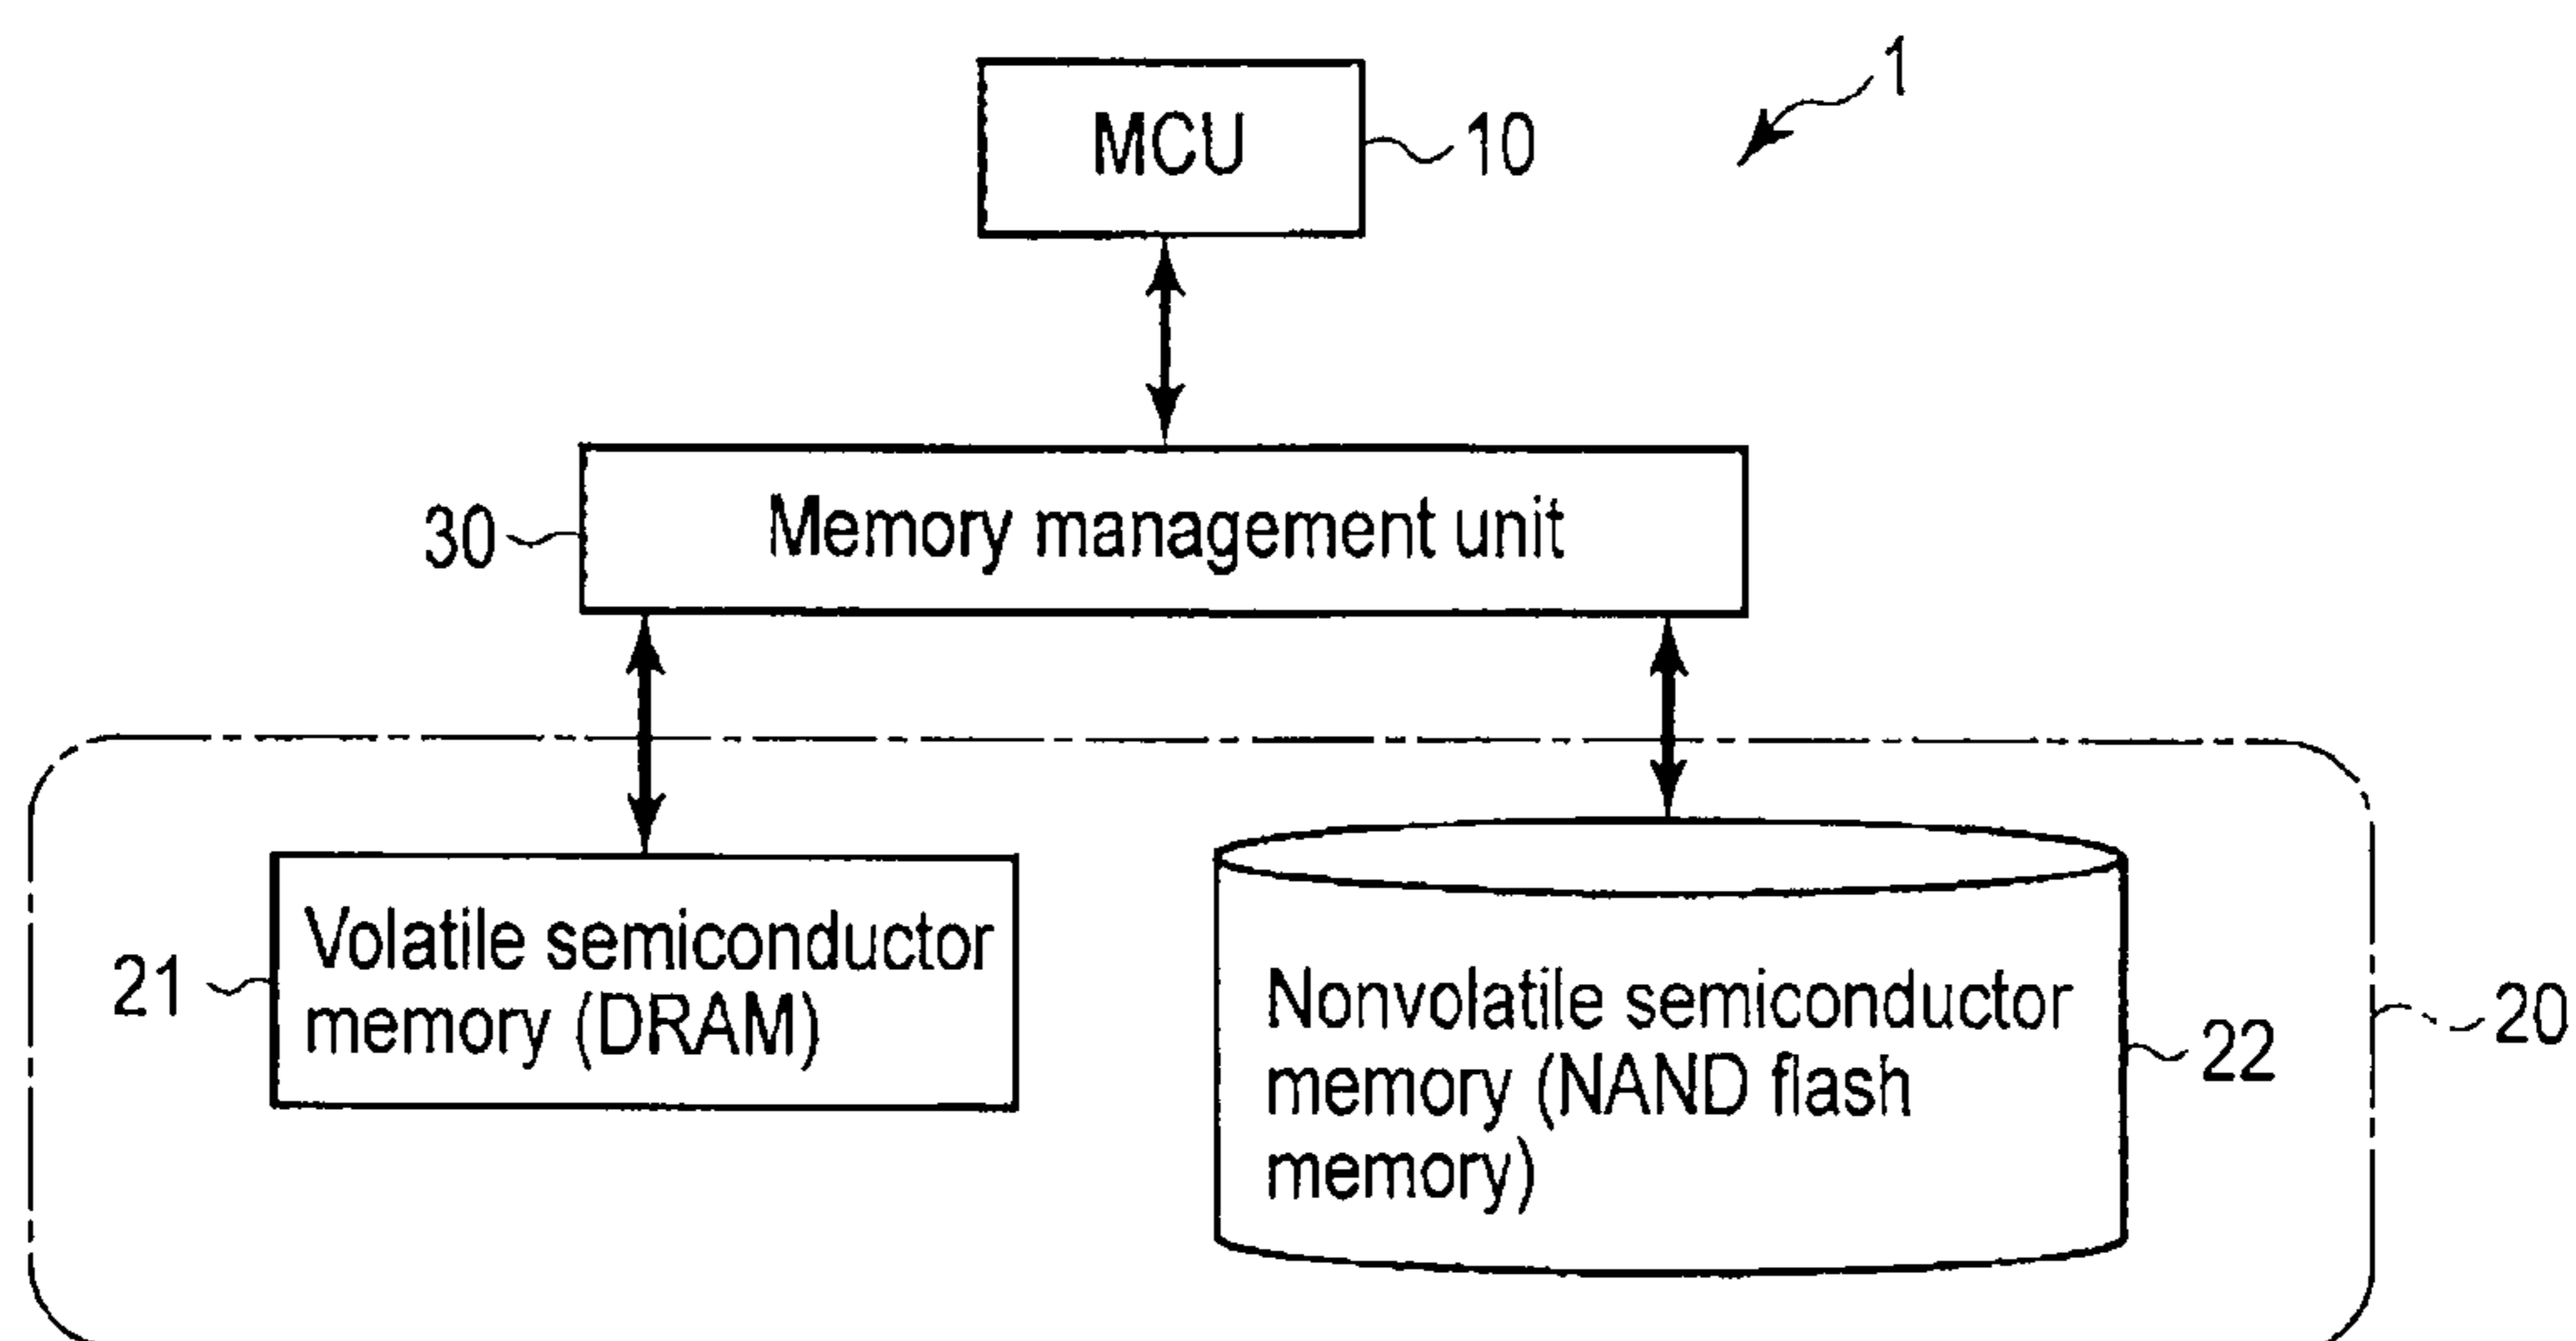 1
MCU
10
30
Memory management unit
Volatile semiconductor
memory (DRAM)
21
Nonvolatile semiconductor
memory (NAND flash
memory)
22
20